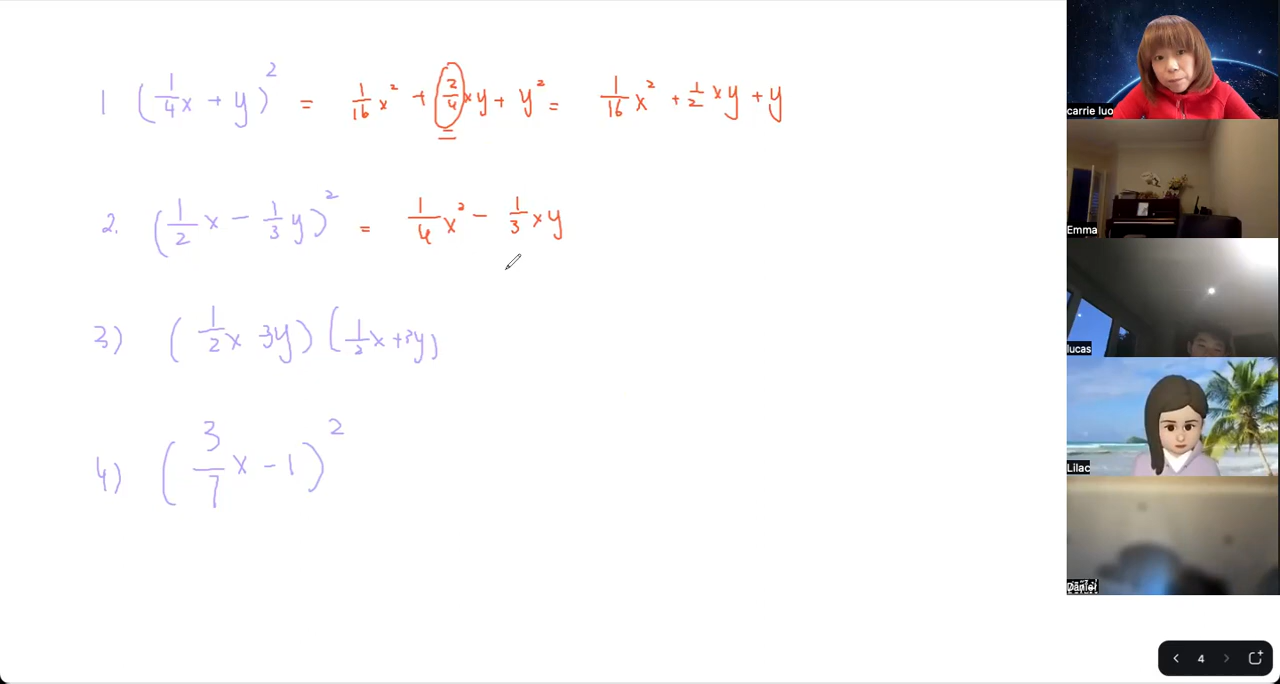 1 (1/4 x + y)² = 1/16 x² + 2/4 xy + y² = 1/16 x² + 1/2 xy + y
2. (1/2 x − 1/3 y)² = 1/4 x² − 1/3 xy
3) (1/2 x 3y) (1/2 x + 3y)
4) (3/7 x − 1)²
carrie luo
Emma
lucas
Lilac
Daniel
4